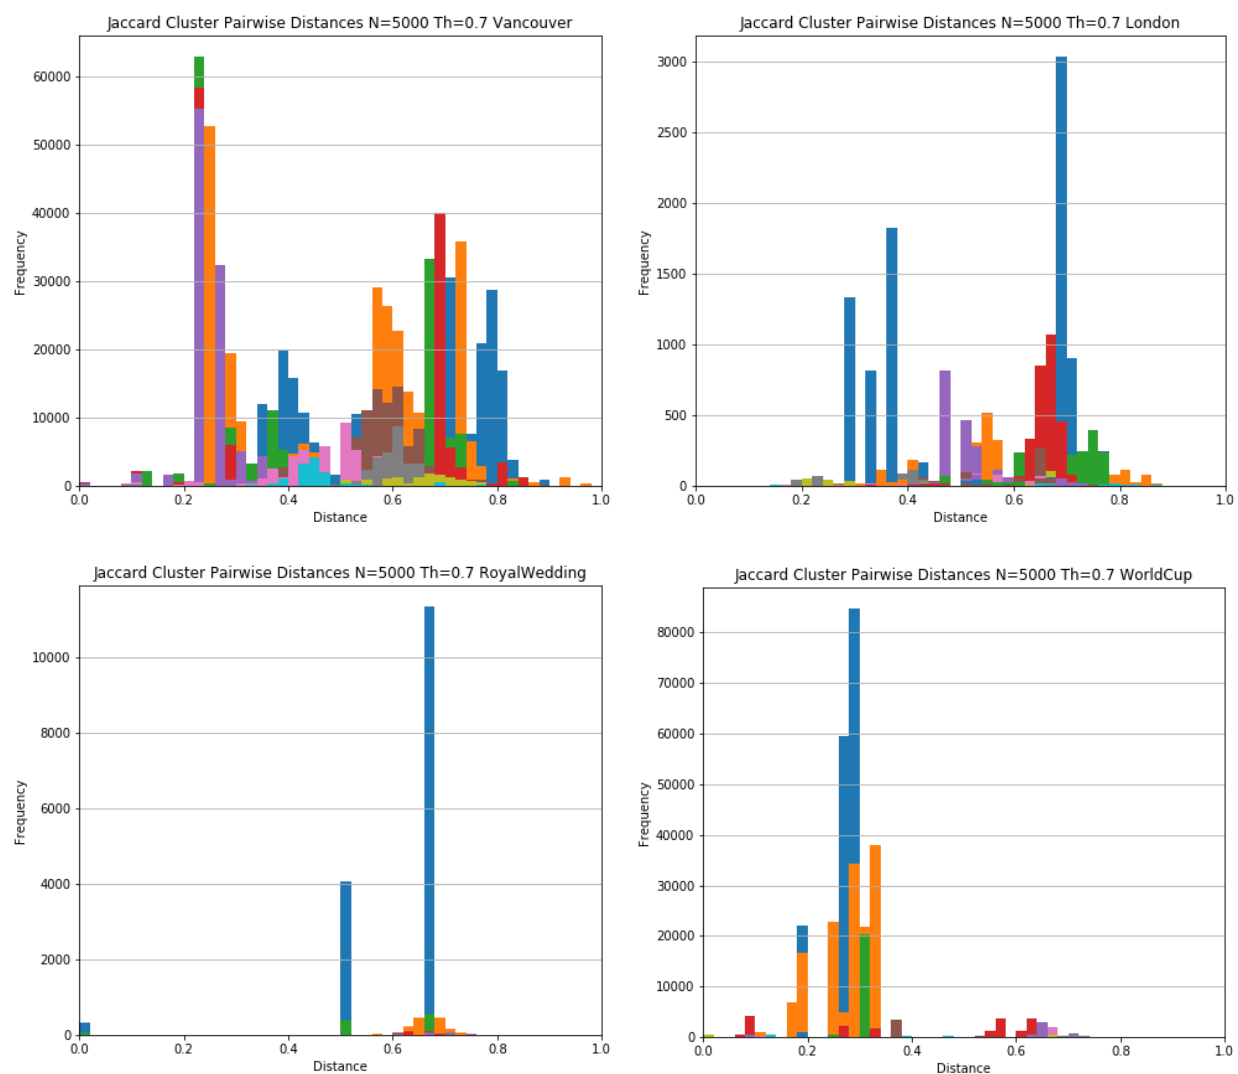 Jaccard Cluster Pairwise Distances N=5000 Th=0.7 Vancouver
Frequency
60000
50000
40000
30000
20000
10000
0
0.0 0.2 0.4 0.6 0.8 1.0
Distance
Jaccard Cluster Pairwise Distances N=5000 Th=0.7 London
Frequency
3000
2500
2000
1500
1000
500
0
0.0 0.2 0.4 0.6 0.8 1.0
Distance
Jaccard Cluster Pairwise Distances N=5000 Th=0.7 RoyalWedding
Frequency
10000
8000
6000
4000
2000
0
0.0 0.2 0.4 0.6 0.8 1.0
Distance
Jaccard Cluster Pairwise Distances N=5000 Th=0.7 WorldCup
Frequency
80000
70000
60000
50000
40000
30000
20000
10000
0
0.0 0.2 0.4 0.6 0.8 1.0
Distance